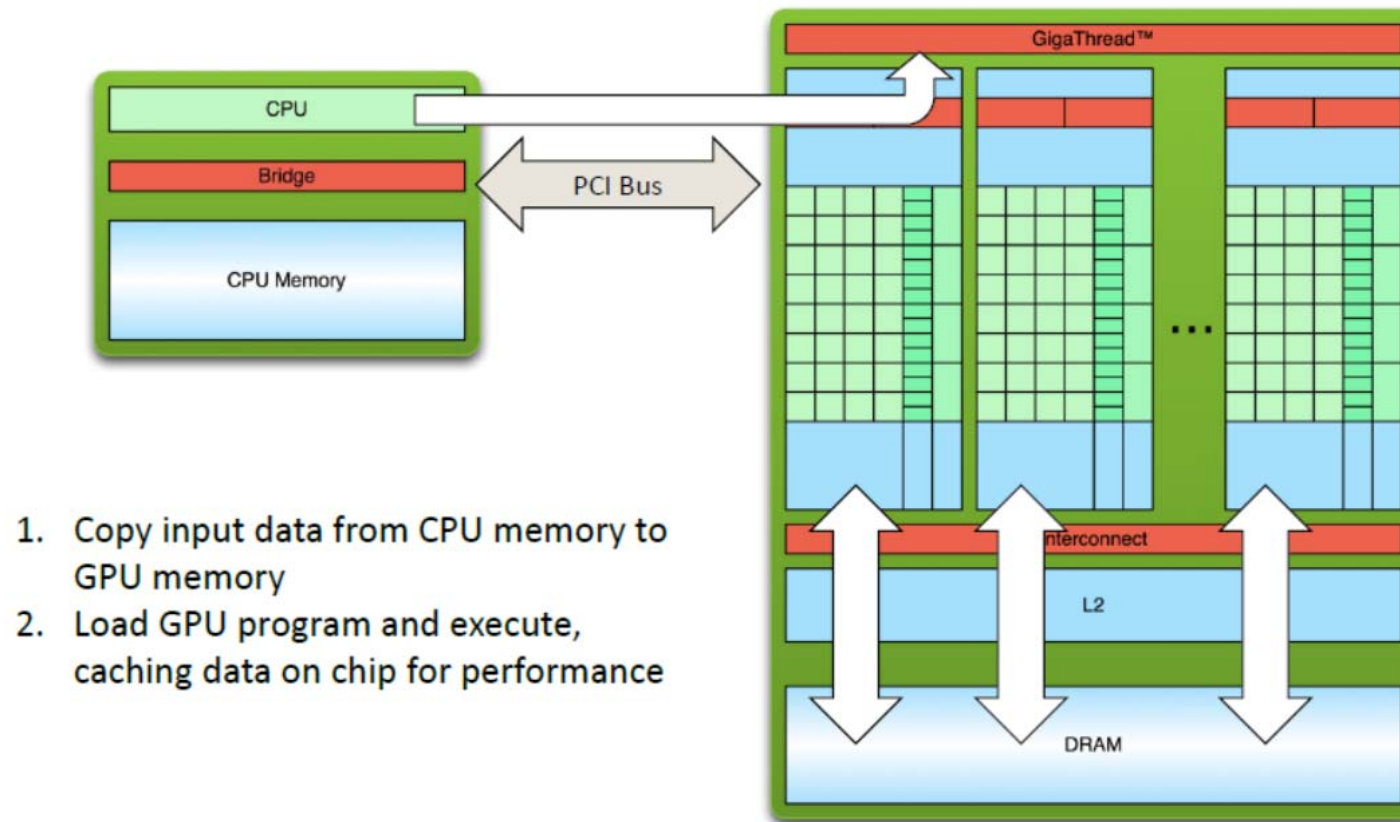 GigaThread™
CPU
Bridge
PCI Bus
CPU Memory
...
1. Copy input data from CPU memory to
GPU memory
2. Load GPU program and execute,
caching data on chip for performance
nterconnect
L2
DRAM